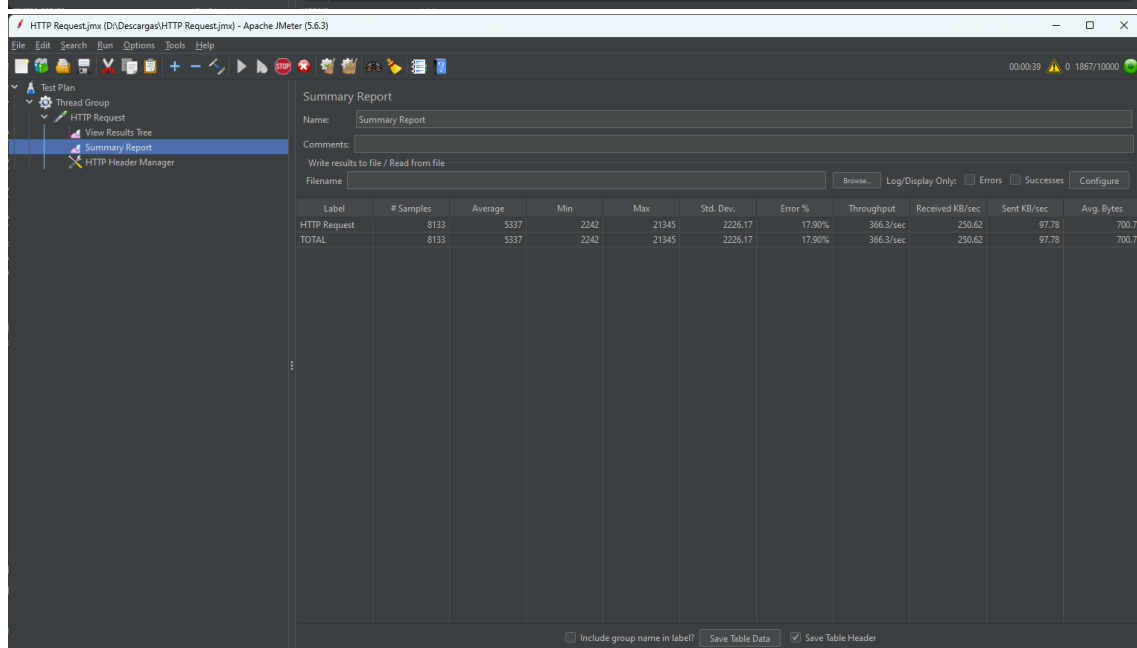 HTTP Request.jmx (D:\Descargas\HTTP Request.jmx) - Apache JMeter (5.6.3)
File Edit Search Run Options Tools Help
STOP
00:00:39 0 1867/10000
Test Plan
Thread Group
HTTP Request
View Results Tree
Summary Report
HTTP Header Manager
Summary Report
Name: Summary Report
Comments:
Write results to file / Read from file
Filename Browse... Log/Display Only: Errors Successes Configure
Label # Samples Average Min Max Std. Dev. Error % Throughput Received KB/sec Sent KB/sec Avg. Bytes
HTTP Request 8133 5337 2242 21345 2226.17 17.90% 366.3/sec 250.62 97.78 700.7
TOTAL 8133 5337 2242 21345 2226.17 17.90% 366.3/sec 250.62 97.78 700.7
Include group name in label? Save Table Data Save Table Header